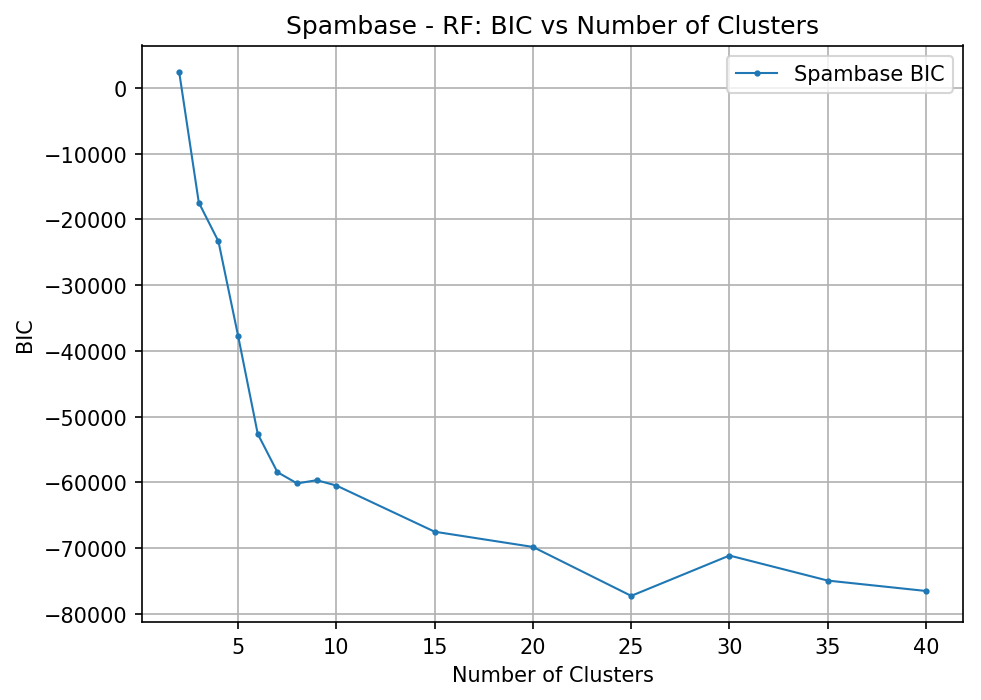 Spambase - RF: BIC vs Number of Clusters
Spambase BIC
BIC
0
−10000
−20000
−30000
−40000
−50000
−60000
−70000
−80000
5 10 15 20 25 30 35 40
Number of Clusters